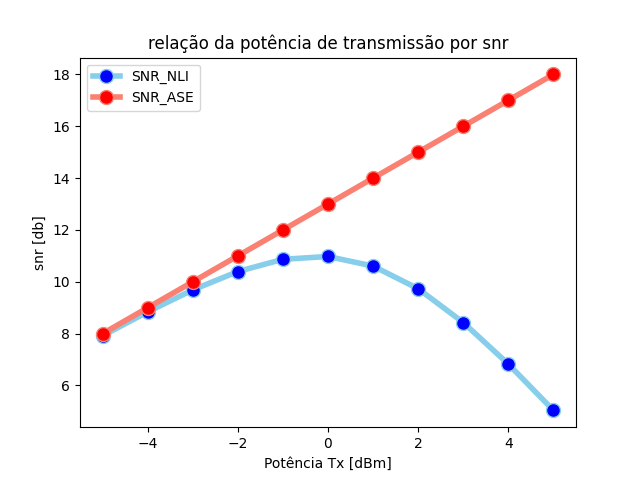 relação da potência de transmissão por snr
SNR_NLI
SNR_ASE
18
16
14
12
10
8
6
snr [db]
−4
−2
0
2
4
Potência Tx [dBm]